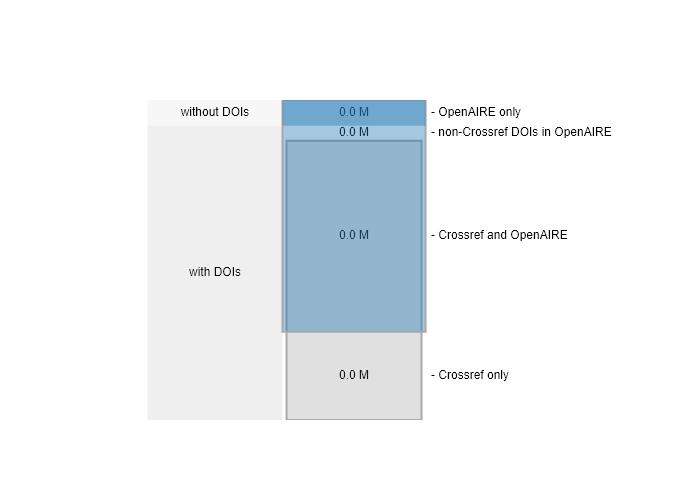 without DOIs 0.0 M - OpenAIRE only
0.0 M - non-Crossref DOIs in OpenAIRE
0.0 M - Crossref and OpenAIRE
with DOIs
0.0 M - Crossref only